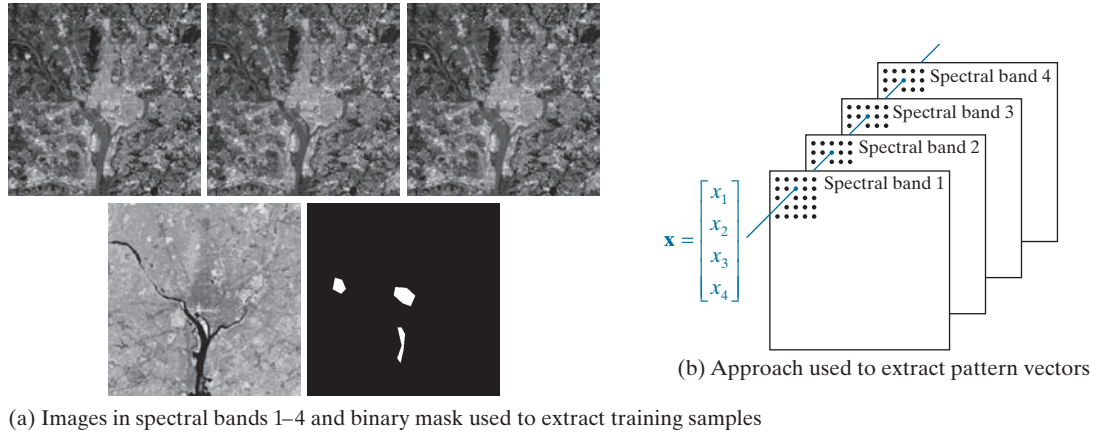 Spectral band 4
Spectral band 3
Spectral band 2
Spectral band 1
x =
x1
x2
x3
x4
(b) Approach used to extract pattern vectors
(a) Images in spectral bands 1–4 and binary mask used to extract training samples